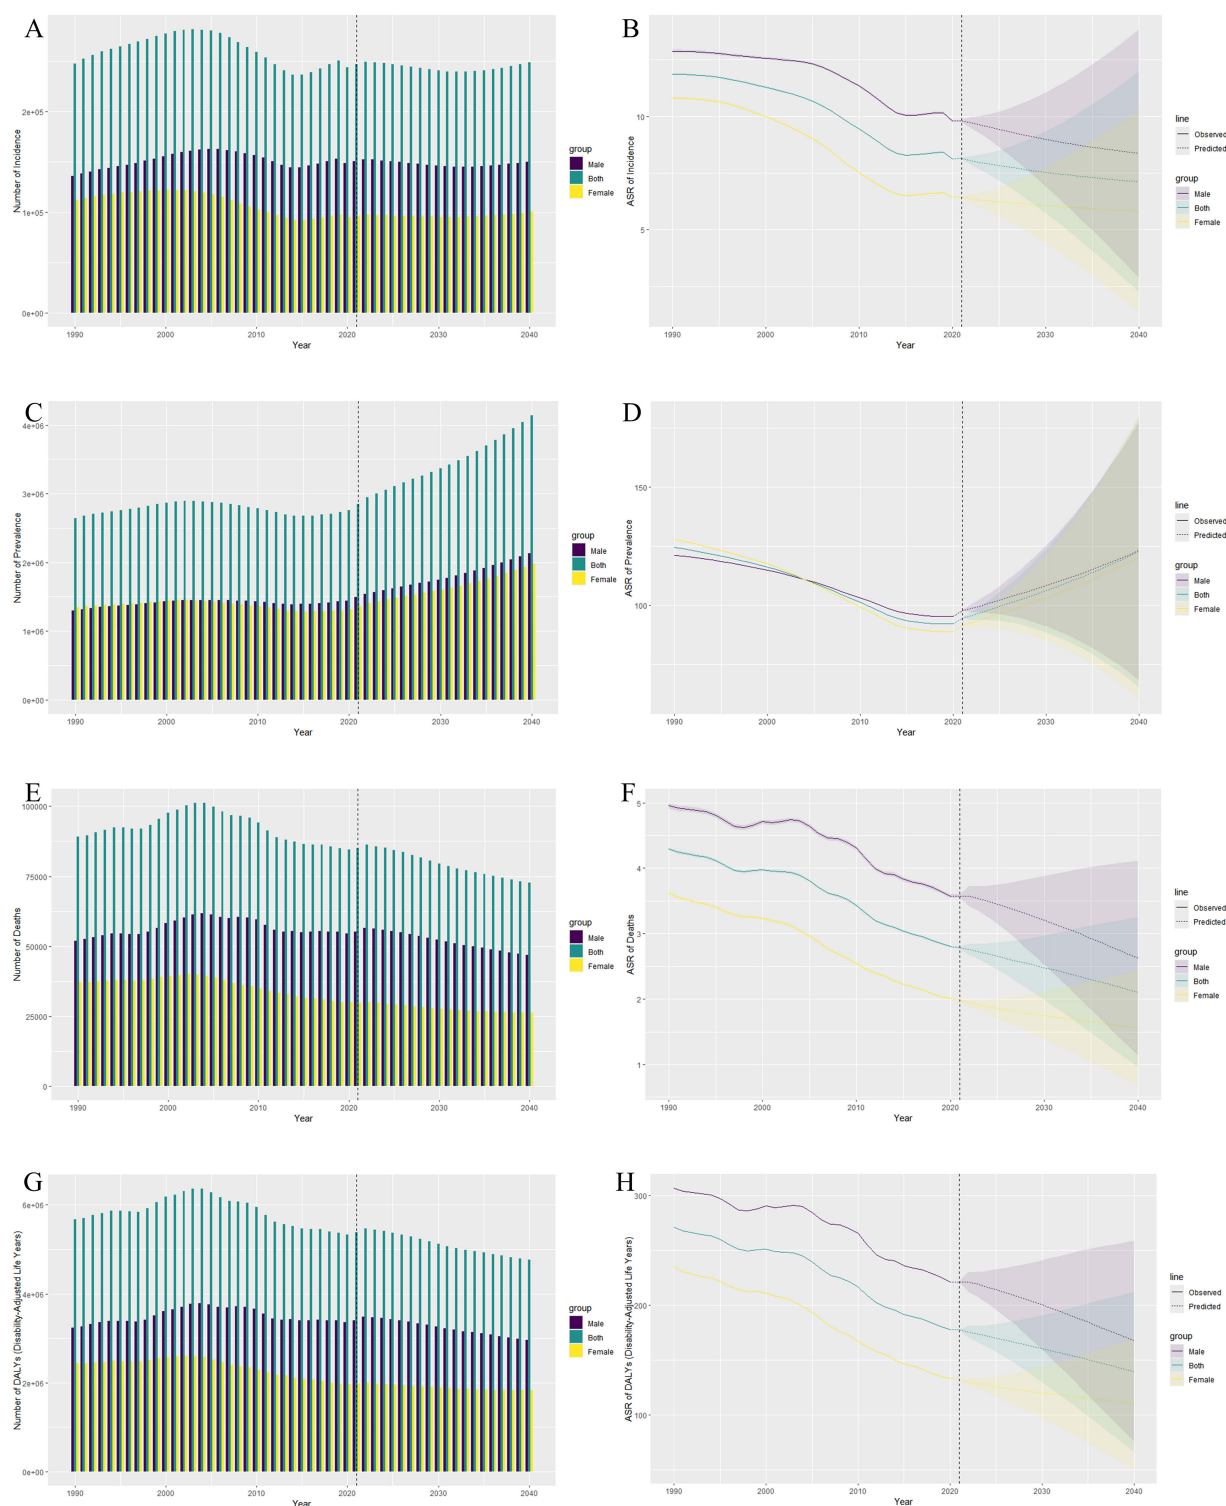 A
Number of Incidence
2e+05
1e+05
0e+00
1990 2000 2010 2020 2030 2040
Year
group
Male
Both
Female
B
ASR of Incidence
10
5
1990 2000 2010 2020 2030 2040
Year
line
Observed
Predicted
group
Male
Both
Female
C
Number of Prevalence
4e+06
3e+06
2e+06
1e+06
0e+00
1990 2000 2010 2020 2030 2040
Year
group
Male
Both
Female
D
ASR of Prevalence
150
100
1990 2000 2010 2020 2030 2040
Year
line
Observed
Predicted
group
Male
Both
Female
E
Number of Deaths
100000
75000
50000
25000
0
1990 2000 2010 2020 2030 2040
Year
group
Male
Both
Female
F
ASR of Deaths
5
4
3
2
1
1990 2000 2010 2020 2030 2040
Year
line
Observed
Predicted
group
Male
Both
Female
G
Number of DALYs (Disability-Adjusted Life Years)
6e+06
4e+06
2e+06
0e+00
1990 2000 2010 2020 2030 2040
Year
group
Male
Both
Female
H
ASR of DALYs (Disability-Adjusted Life Years)
300
200
100
1990 2000 2010 2020 2030 2040
Year
line
Observed
Predicted
group
Male
Both
Female